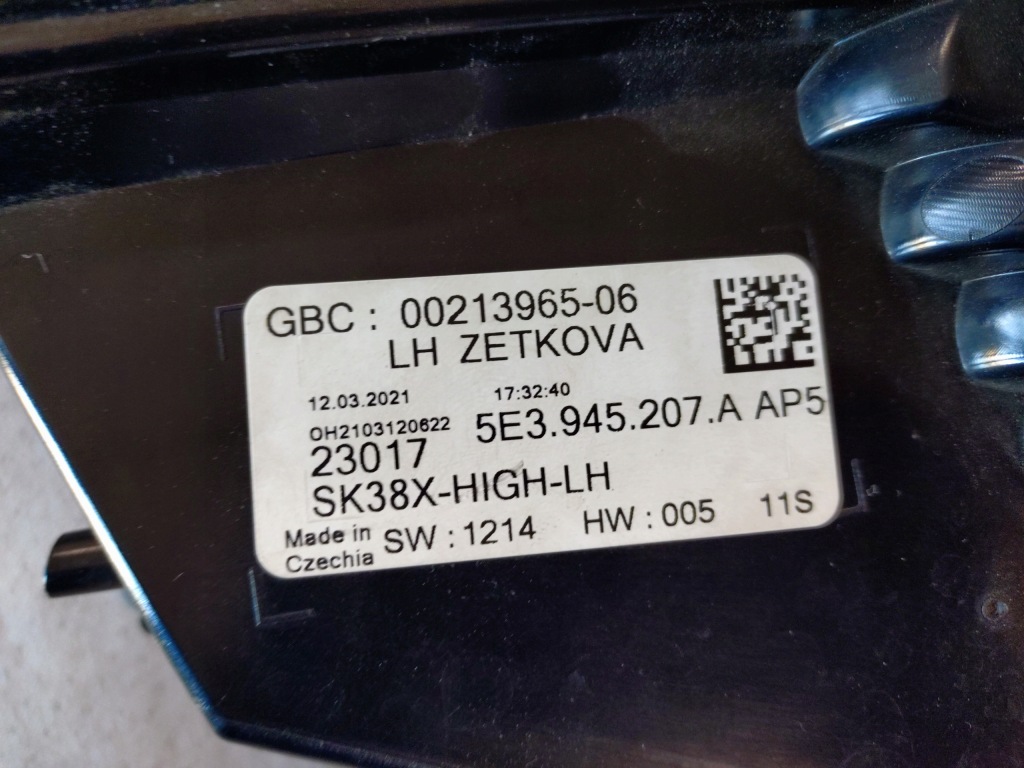 GBC : 00213965-06
LH ZETKOVA
12.03.2021 17:32:40
OH2103120622 5E3.945.207.A AP5
23017
SK38X-HIGH-LH
Made in Czechia SW : 1214 HW : 005 11S